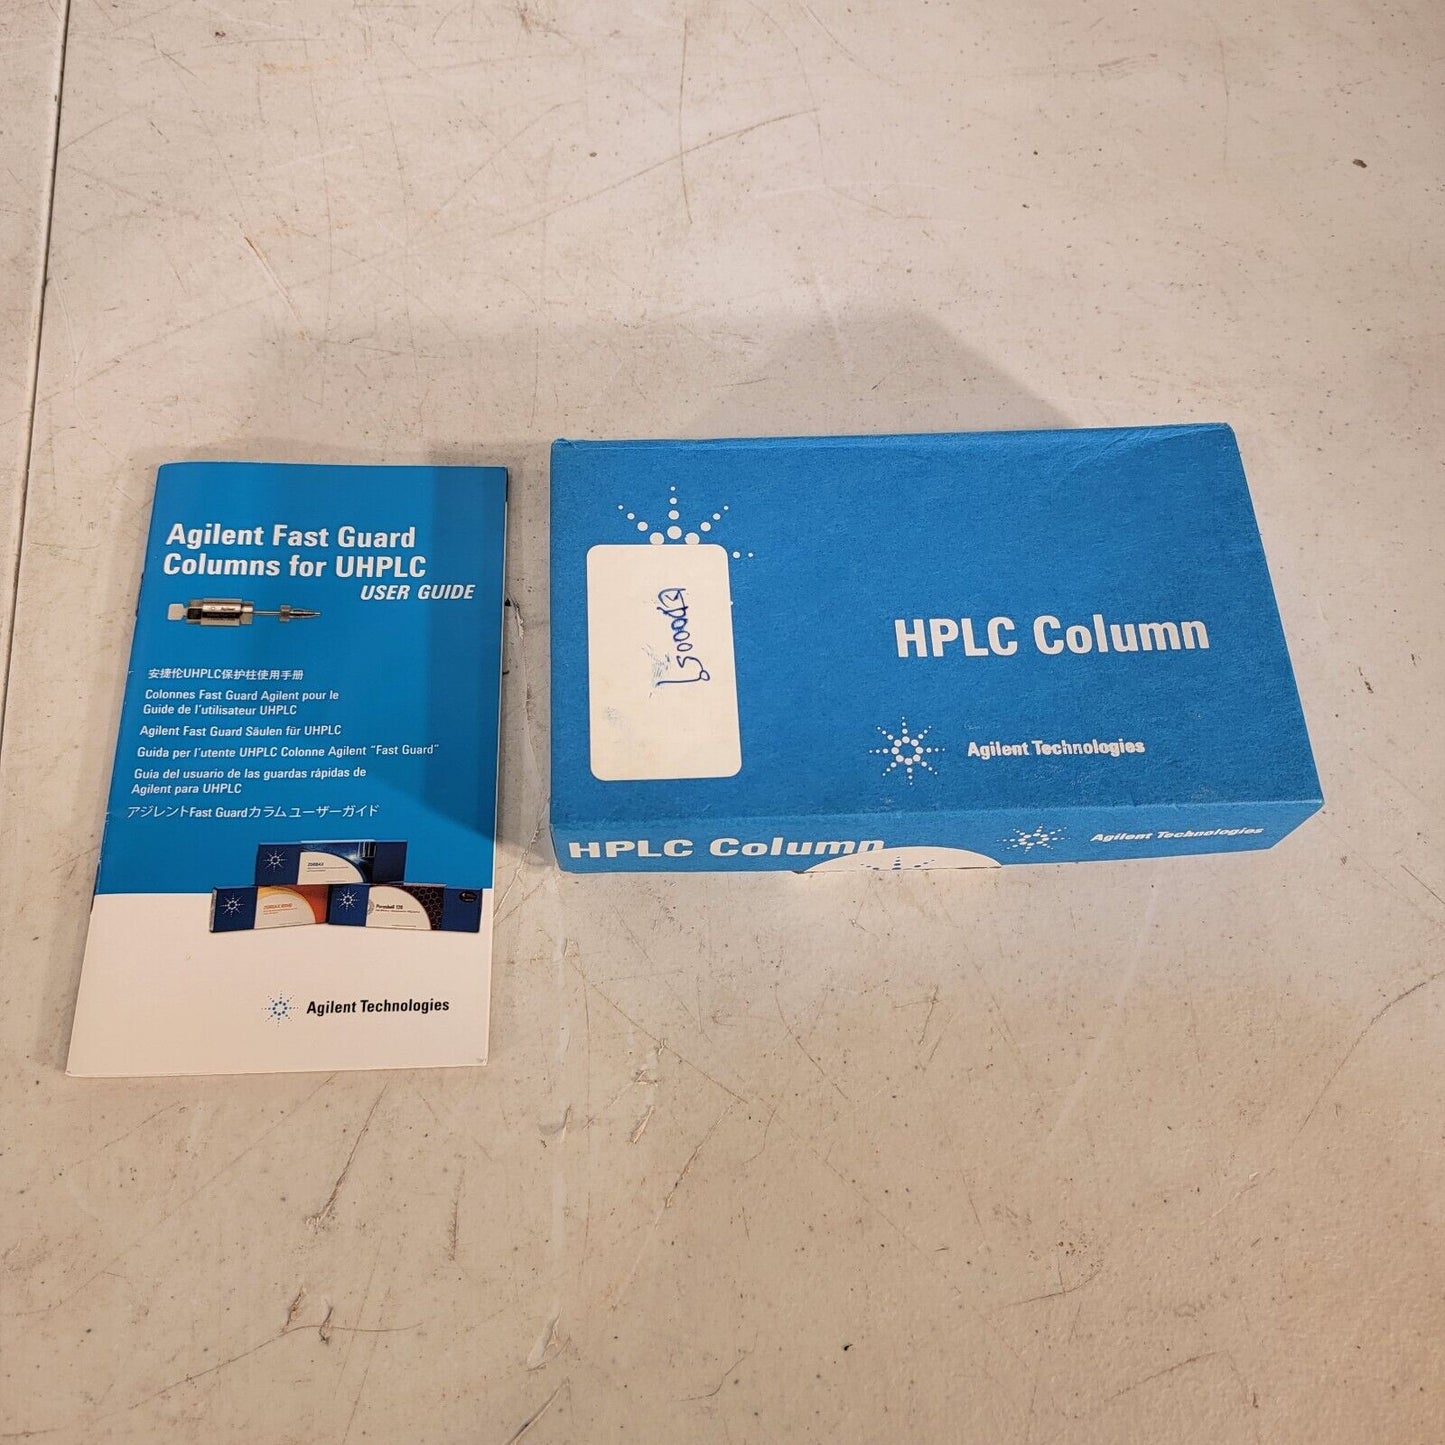 Agilent Fast Guard
Columns for UHPLC
USER GUIDE
安捷伦UHPLC保护柱使用手册
Colonnes Fast Guard Agilent pour le
Guide de l'utilisateur UHPLC
Agilent Fast Guard Säulen für UHPLC
Guida per l'utente UHPLC Colonne Agilent "Fast Guard"
Guia del usuario de las guardas rápidas de
Agilent para UHPLC
アジレントFast Guardカラム ユーザーガイド
ZORBAX
Poroshell 120
Agilent Technologies
HPLC Column
Agilent Technologies
HPLC Column
Agilent Technologies